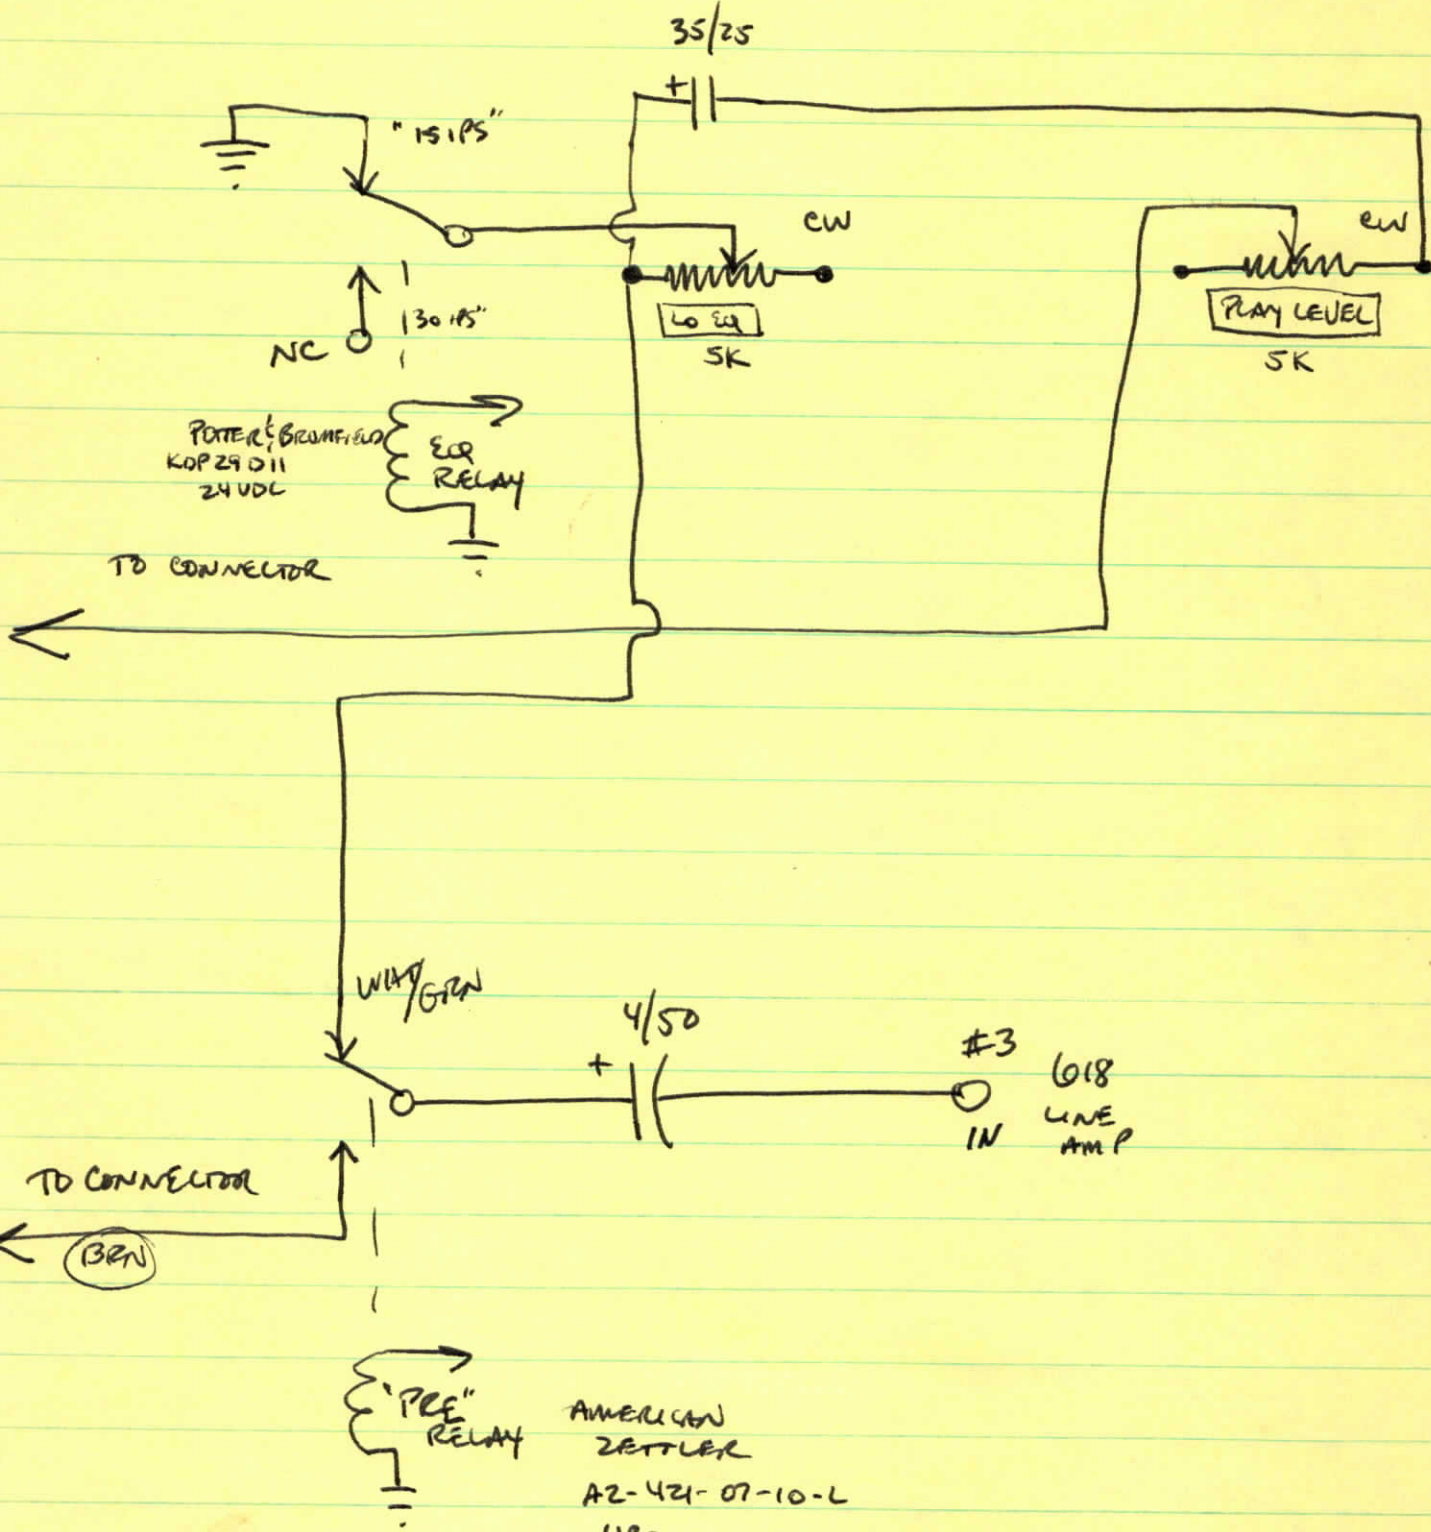 35/25
+
"15 IPS"
CW
CW
LO EQ
5K
PLAY LEVEL
5K
"30 IPS"
NC
POTTER & BRUMFIELD
KDP29D11
24VDC
EQ
RELAY
TO CONNECTOR
WHT/GRN
4/50
+
#3
IN
618
LINE
AMP
TO CONNECTOR
BRN
"PRE"
RELAY
AMERICAN
ZETTLER
AZ-421-07-10-L